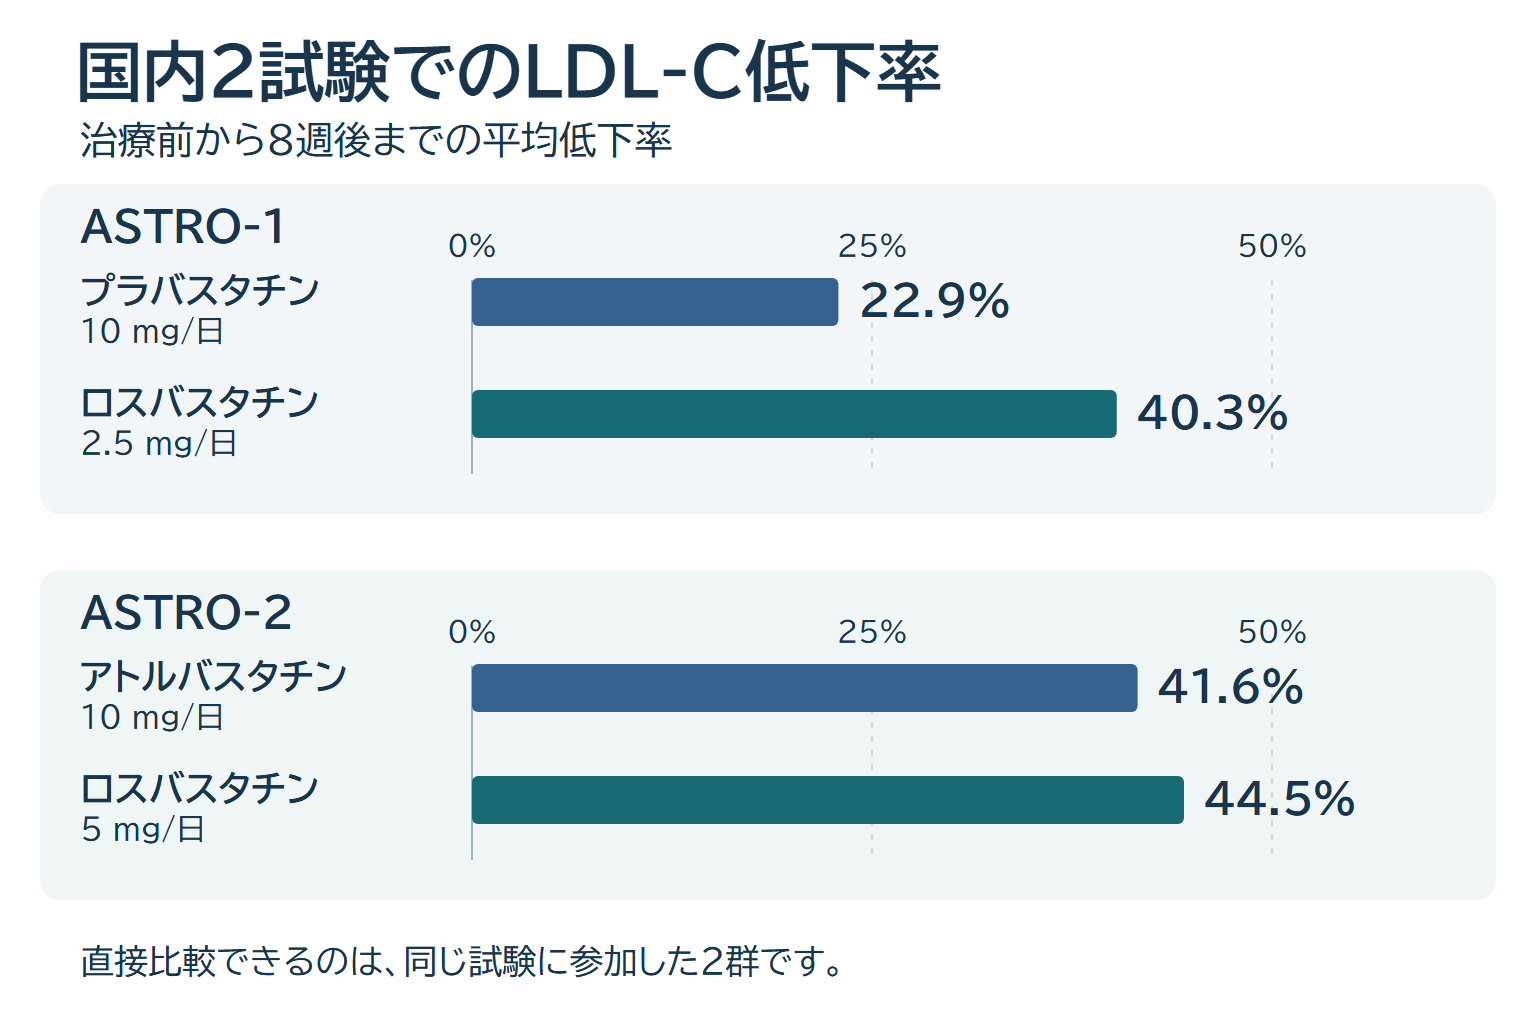 国内2試験でのLDL-C低下率
治療前から8週後までの平均低下率
ASTRO-1
0% 25% 50%
プラバスタチン
10 mg/日
22.9%
ロスバスタチン
2.5 mg/日
40.3%
ASTRO-2
0% 25% 50%
アトルバスタチン
10 mg/日
41.6%
ロスバスタチン
5 mg/日
44.5%
直接比較できるのは、同じ試験に参加した2群です。